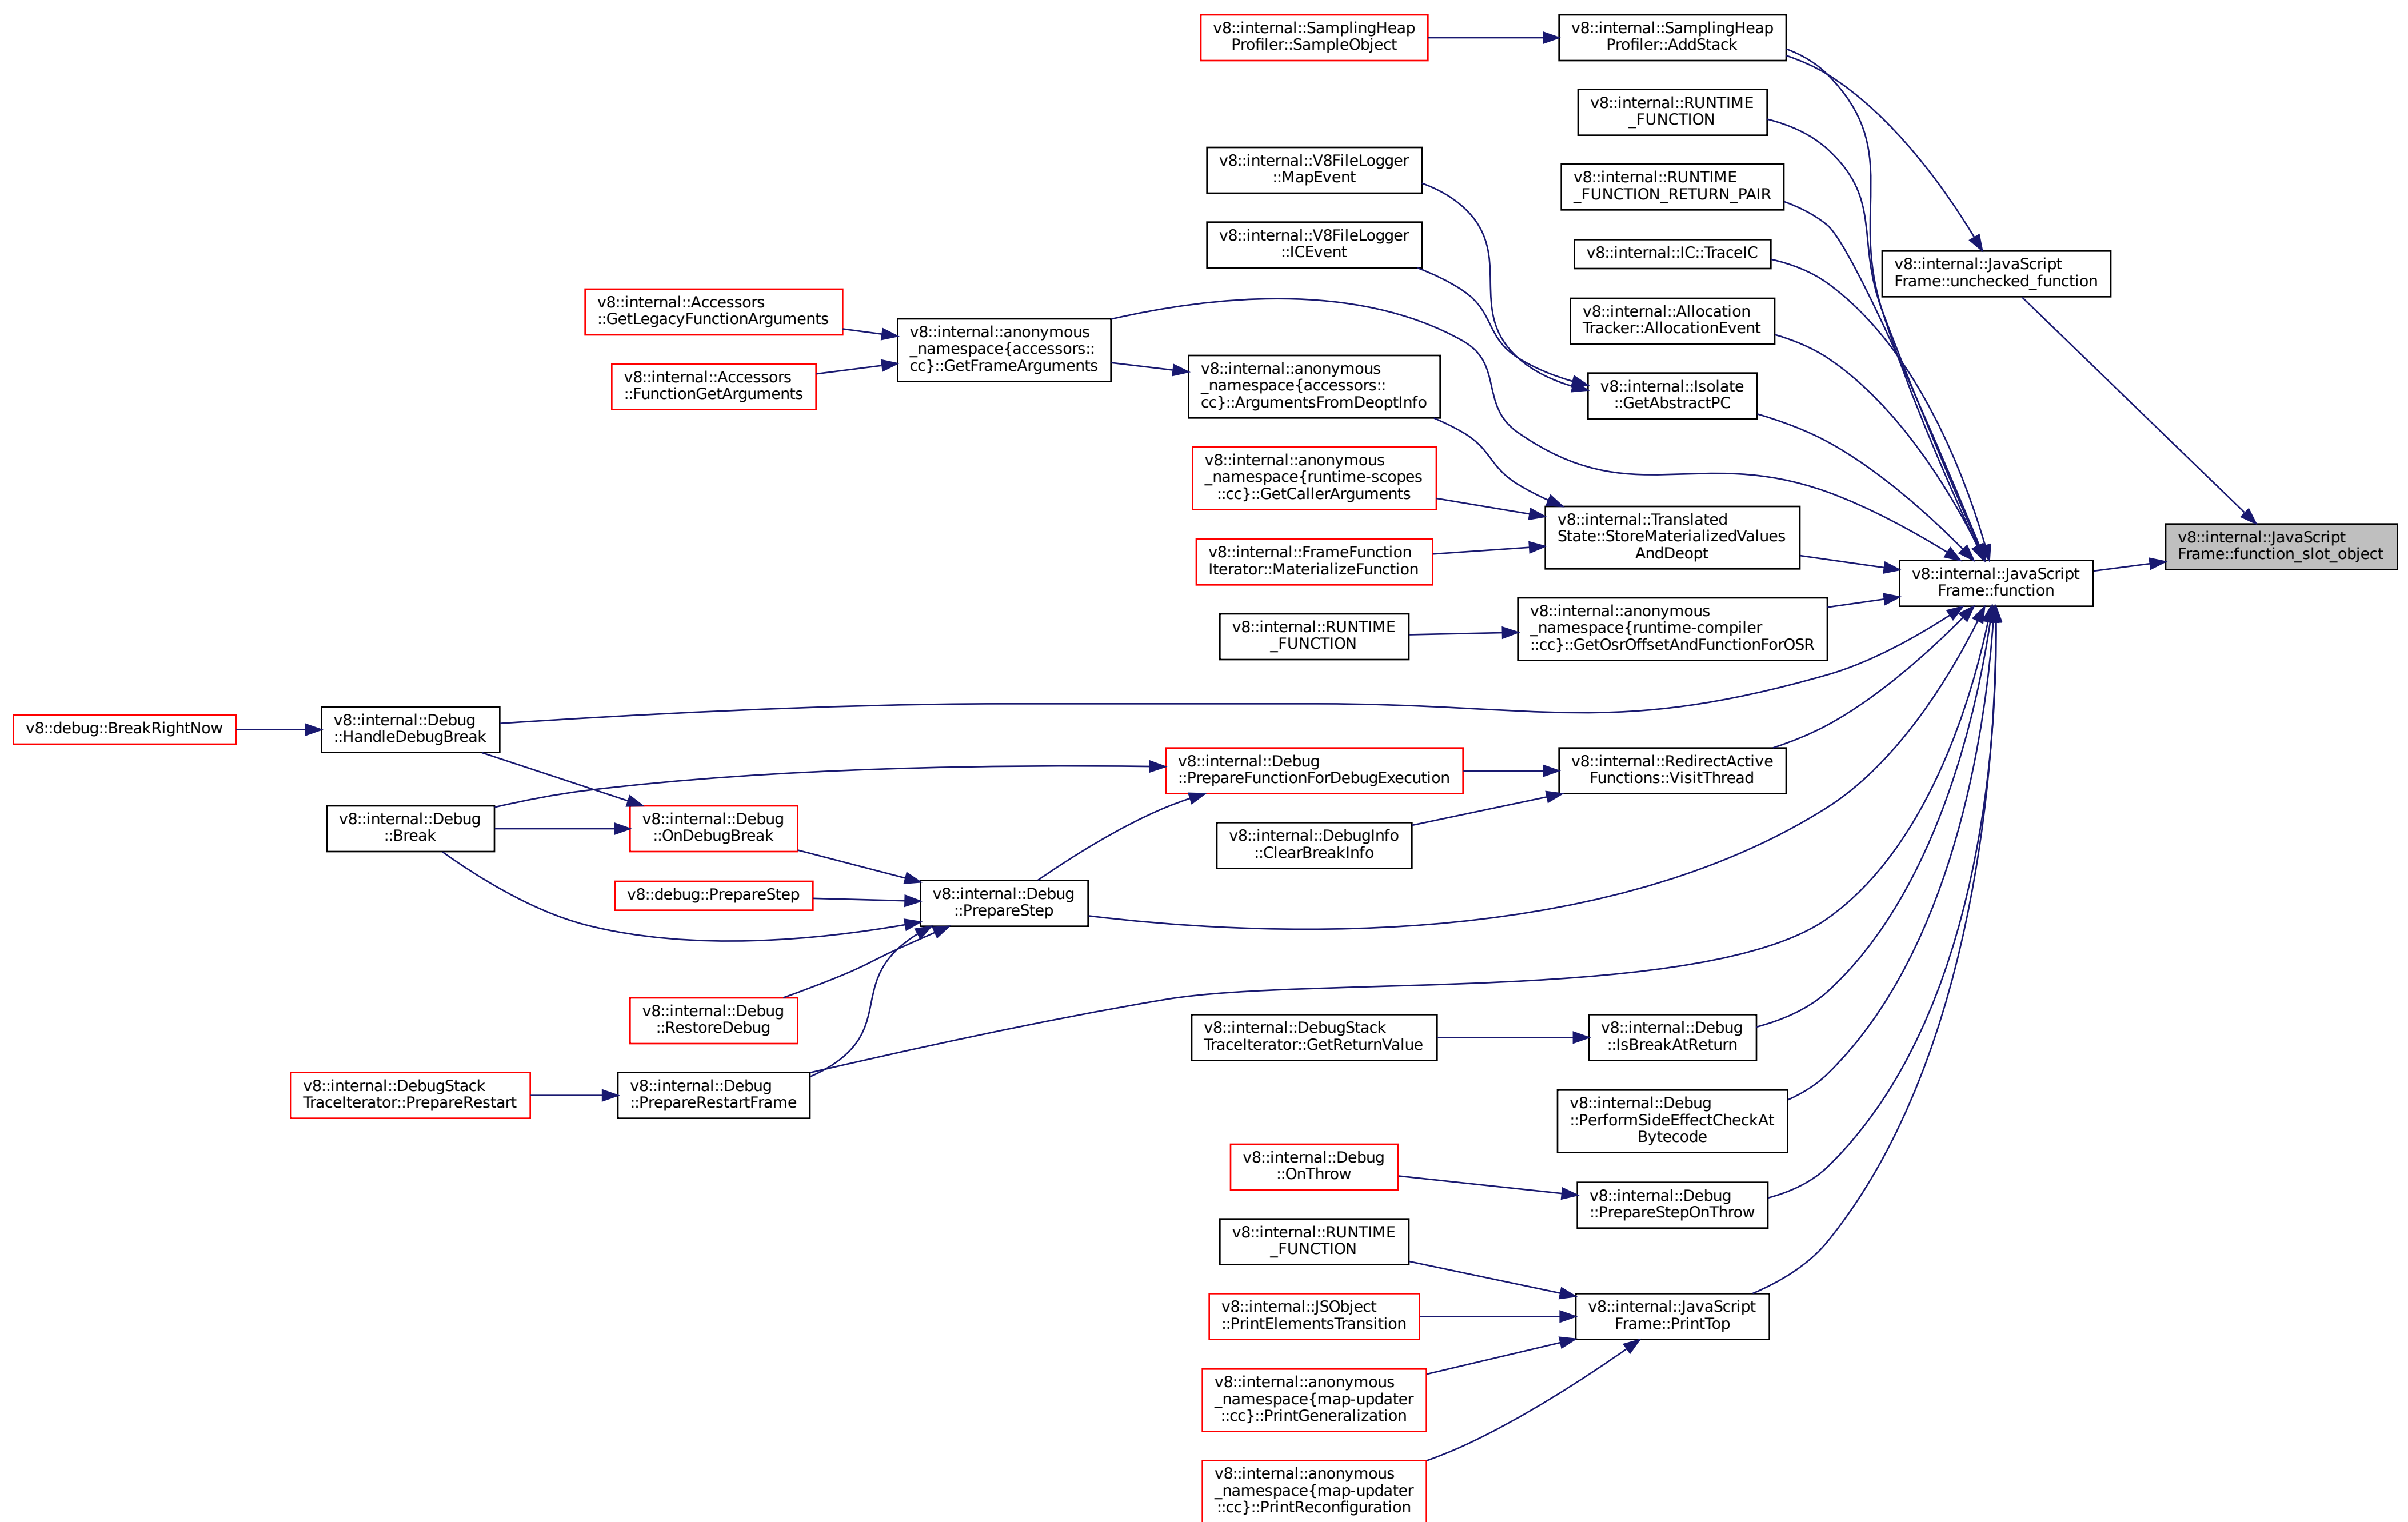 v8::internal::SamplingHeap
Profiler::SampleObject
v8::internal::SamplingHeap
Profiler::AddStack
v8::internal::RUNTIME
_FUNCTION
v8::internal::V8FileLogger
::MapEvent
v8::internal::RUNTIME
_FUNCTION_RETURN_PAIR
v8::internal::V8FileLogger
::ICEvent
v8::internal::IC::TraceIC
v8::internal::JavaScript
Frame::unchecked_function
v8::internal::Accessors
::GetLegacyFunctionArguments
v8::internal::Allocation
Tracker::AllocationEvent
v8::internal::anonymous
_namespace{accessors::
cc}::GetFrameArguments
v8::internal::Accessors
::FunctionGetArguments
v8::internal::anonymous
_namespace{accessors::
cc}::ArgumentsFromDeoptInfo
v8::internal::Isolate
::GetAbstractPC
v8::internal::anonymous
_namespace{runtime-scopes
::cc}::GetCallerArguments
v8::internal::Translated
State::StoreMaterializedValues
AndDeopt
v8::internal::JavaScript
Frame::function_slot_object
v8::internal::FrameFunction
Iterator::MaterializeFunction
v8::internal::JavaScript
Frame::function
v8::internal::RUNTIME
_FUNCTION
v8::internal::anonymous
_namespace{runtime-compiler
::cc}::GetOsrOffsetAndFunctionForOSR
v8::debug::BreakRightNow
v8::internal::Debug
::HandleDebugBreak
v8::internal::Debug
::PrepareFunctionForDebugExecution
v8::internal::RedirectActive
Functions::VisitThread
v8::internal::Debug
::Break
v8::internal::Debug
::OnDebugBreak
v8::internal::DebugInfo
::ClearBreakInfo
v8::debug::PrepareStep
v8::internal::Debug
::PrepareStep
v8::internal::Debug
::RestoreDebug
v8::internal::DebugStack
TraceIterator::GetReturnValue
v8::internal::Debug
::IsBreakAtReturn
v8::internal::DebugStack
TraceIterator::PrepareRestart
v8::internal::Debug
::PrepareRestartFrame
v8::internal::Debug
::PerformSideEffectCheckAt
Bytecode
v8::internal::Debug
::OnThrow
v8::internal::Debug
::PrepareStepOnThrow
v8::internal::RUNTIME
_FUNCTION
v8::internal::JSObject
::PrintElementsTransition
v8::internal::JavaScript
Frame::PrintTop
v8::internal::anonymous
_namespace{map-updater
::cc}::PrintGeneralization
v8::internal::anonymous
_namespace{map-updater
::cc}::PrintReconfiguration